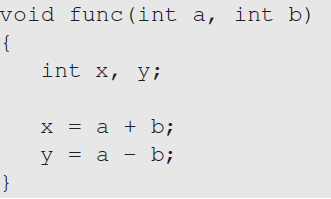 void func(int a, int b)
{
int x, y;
x = a + b;
y = a - b;
}